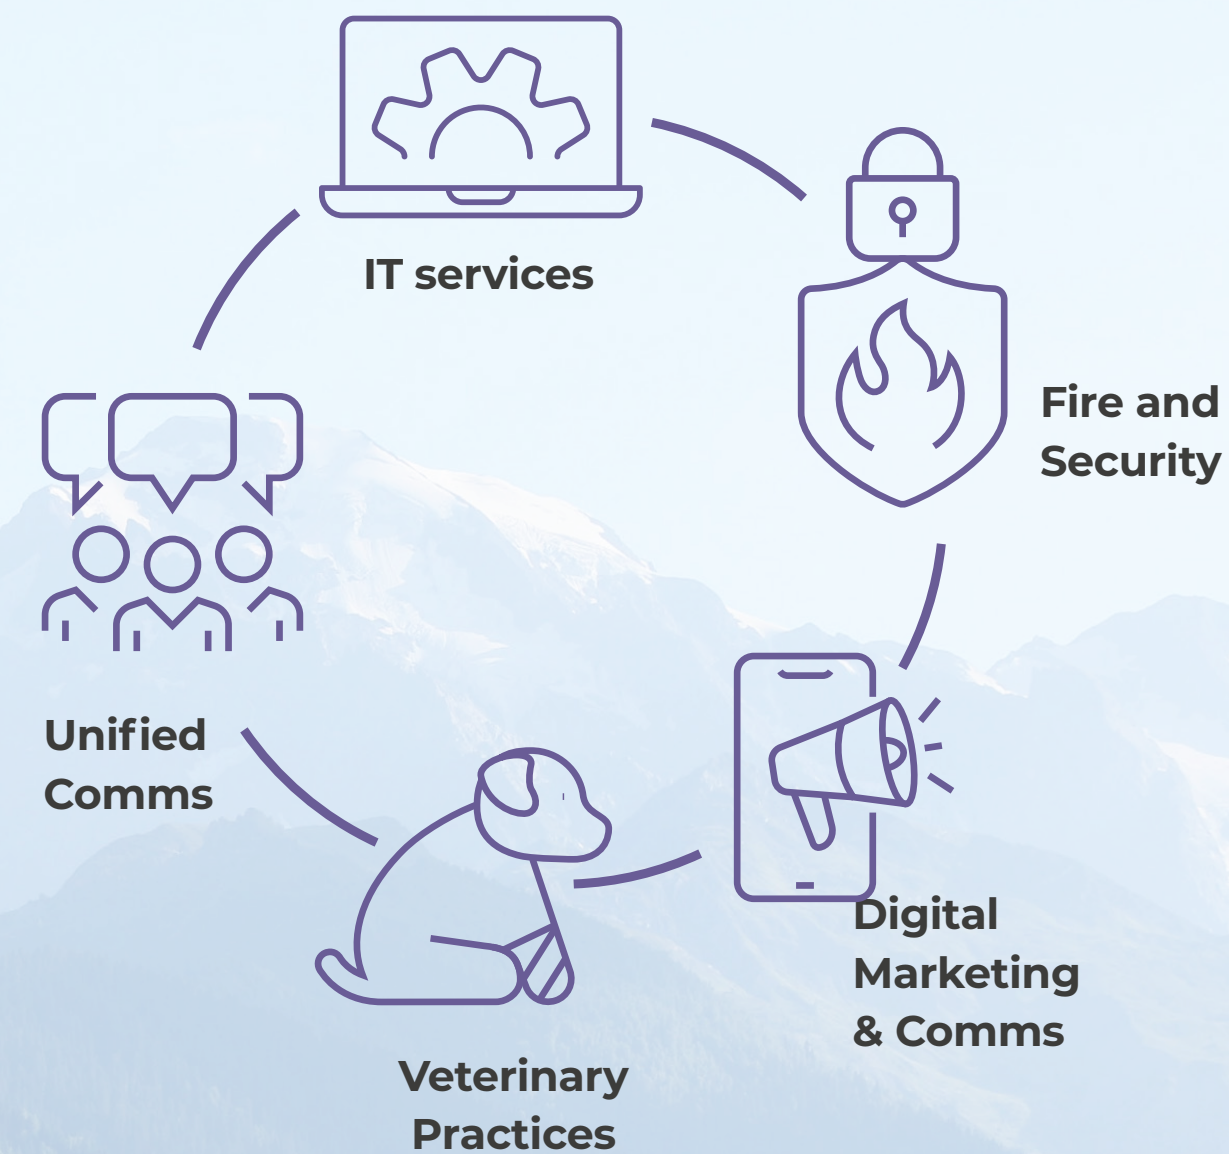 IT services
Fire and
Security
Unified
Comms
Digital
Marketing
& Comms
Veterinary
Practices